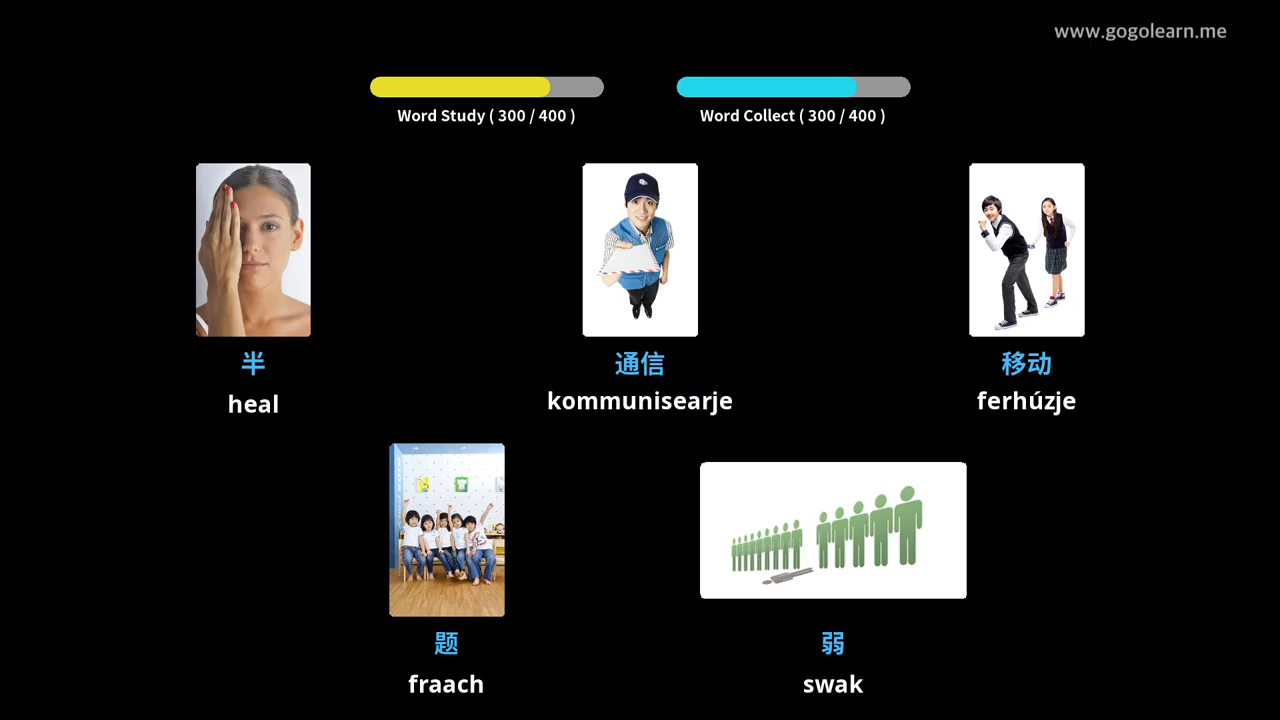 www.gogolearn.me
Word Study ( 300 / 400 )
Word Collect ( 300 / 400 )
半
heal
通信
kommunisearje
移动
ferhúzje
题
fraach
弱
swak